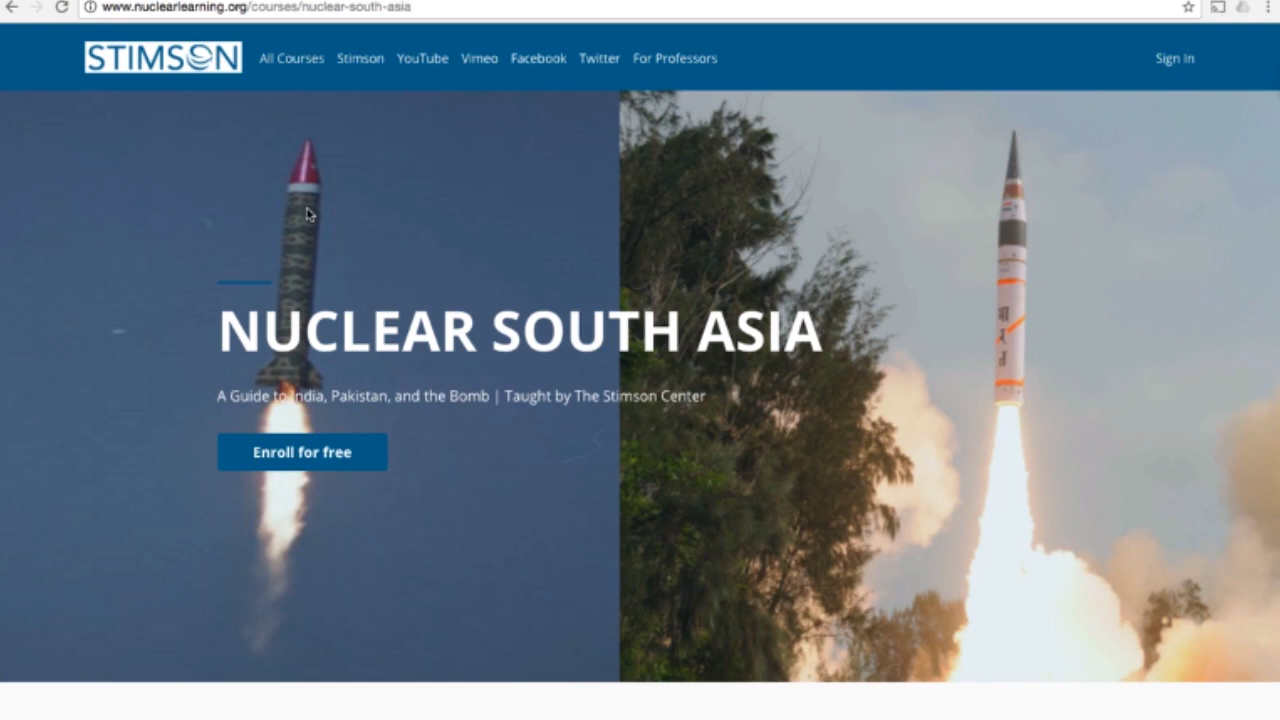 www.nuclearlearning.org/courses/nuclear-south-asia
STIMSON
All Courses Stimson YouTube Vimeo Facebook Twitter For Professors
Sign In
NUCLEAR SOUTH ASIA
A Guide to India, Pakistan, and the Bomb | Taught by The Stimson Center
Enroll for free